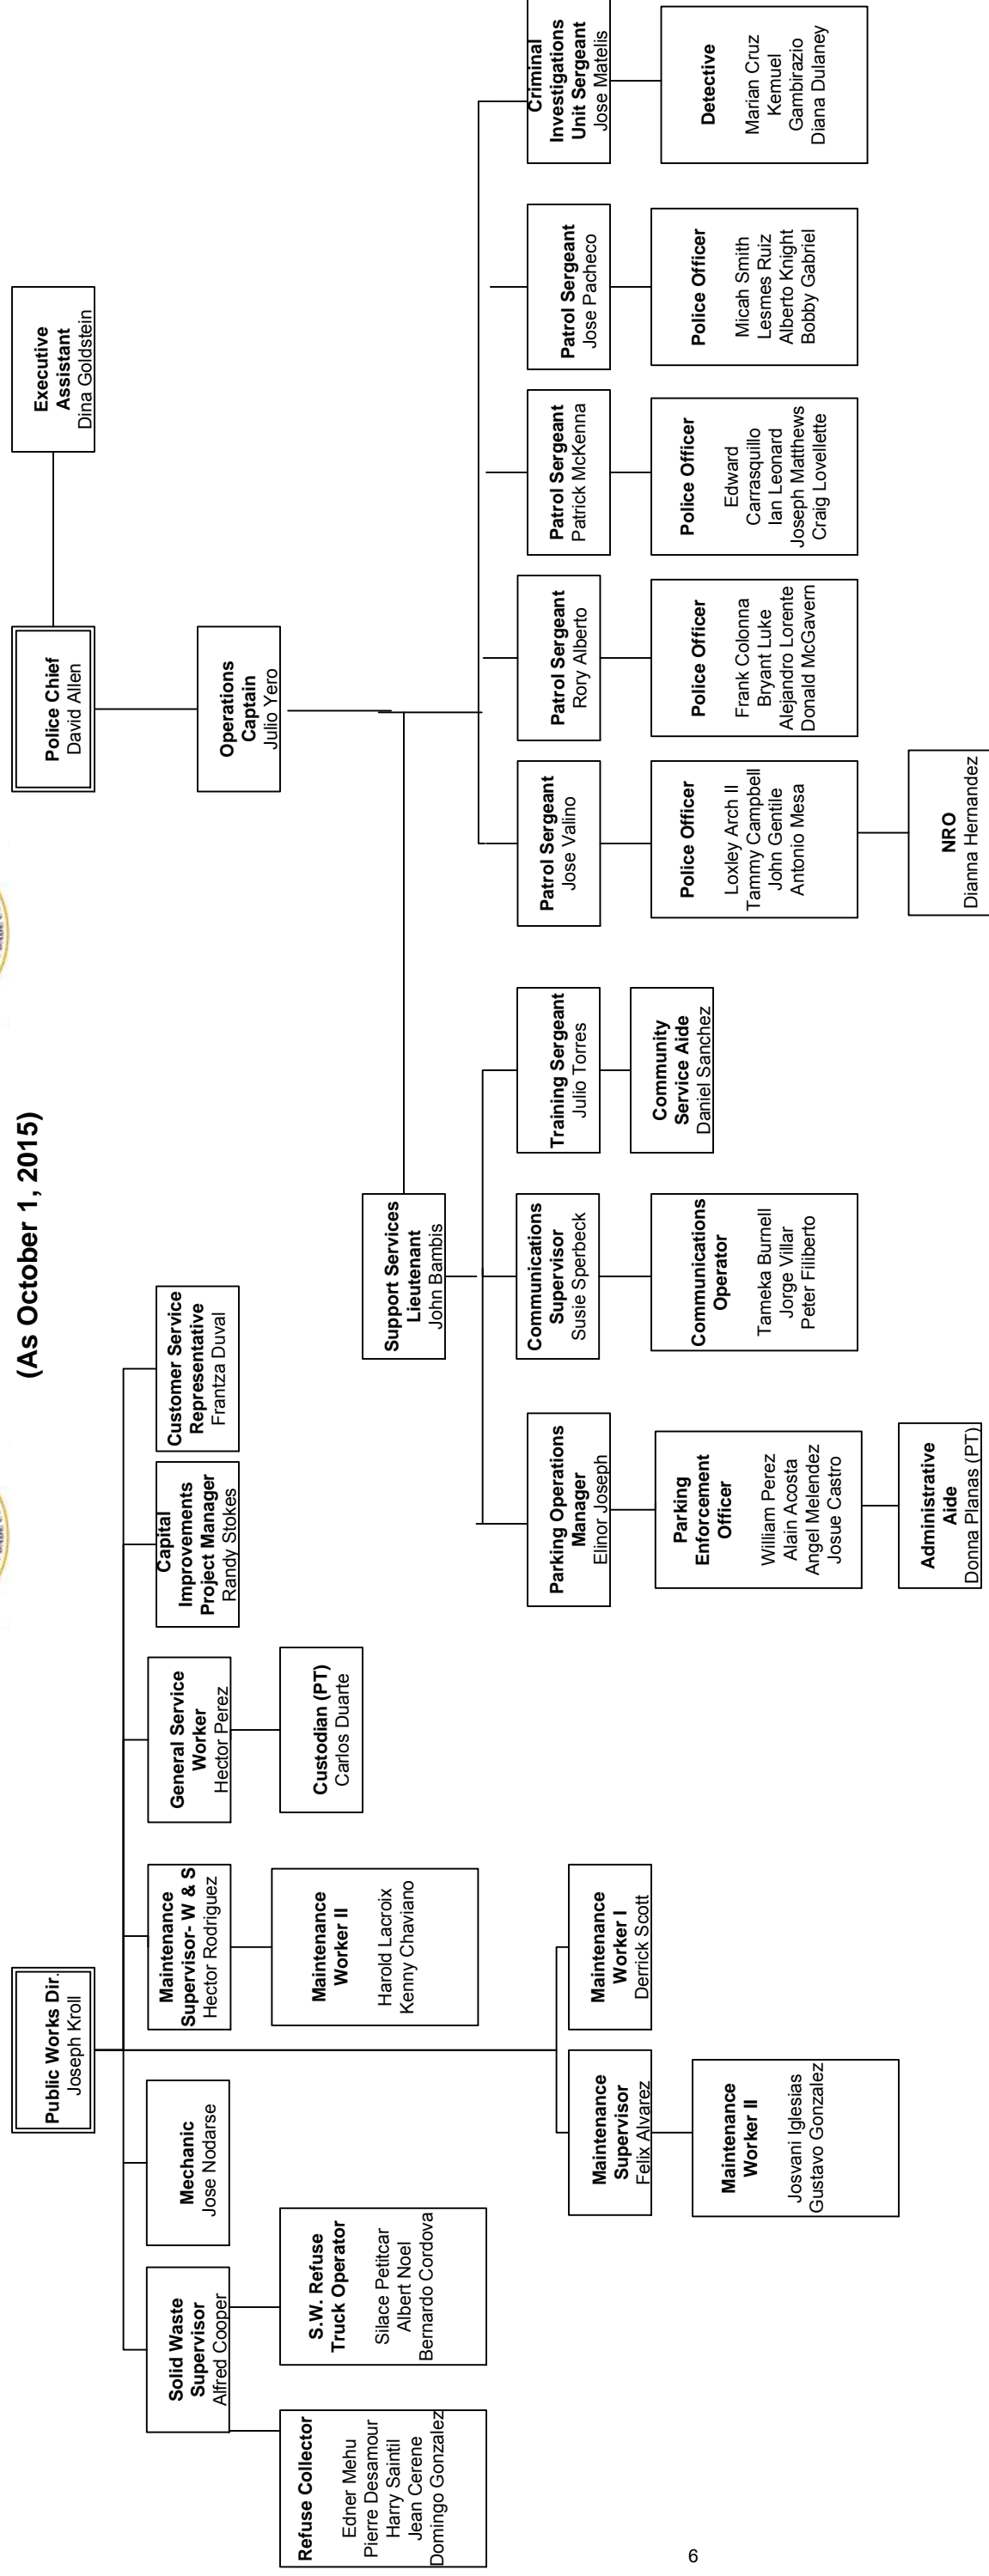 (As October 1, 2015)
Public Works Dir.
Joseph Kroll
Solid Waste
Supervisor
Alfred Cooper
Refuse Collector
Edner Mehu
Pierre Desamour
Harry Saintil
Jean Cerene
Domingo Gonzalez
S.W. Refuse
Truck Operator
Silace Petitcar
Albert Noel
Bernardo Cordova
Mechanic
Jose Nodarse
Maintenance
Supervisor- W & S
Hector Rodriguez
Maintenance
Worker II
Harold Lacroix
Kenny Chaviano
General Service
Worker
Hector Perez
Custodian (PT)
Carlos Duarte
Capital
Improvements
Project Manager
Randy Stokes
Customer Service
Representative
Frantza Duval
Maintenance
Supervisor
Felix Alvarez
Maintenance
Worker II
Josvani Iglesias
Gustavo Gonzalez
Maintenance
Worker I
Derrick Scott
Police Chief
David Allen
Executive
Assistant
Dina Goldstein
Operations
Captain
Julio Yero
Support Services
Lieutenant
John Bambis
Parking Operations
Manager
Elinor Joseph
Parking
Enforcement
Officer
William Perez
Alain Acosta
Angel Melendez
Josue Castro
Administrative
Aide
Donna Planas (PT)
Communications
Supervisor
Susie Sperbeck
Communications
Operator
Tameka Burnell
Jorge Villar
Peter Filiberto
Training Sergeant
Julio Torres
Community
Service Aide
Daniel Sanchez
Patrol Sergeant
Jose Valino
Police Officer
Loxley Arch II
Tammy Campbell
John Gentile
Antonio Mesa
NRO
Dianna Hernandez
Patrol Sergeant
Rory Alberto
Police Officer
Frank Colonna
Bryant Luke
Alejandro Lorente
Donald McGavern
Patrol Sergeant
Patrick McKenna
Police Officer
Edward
Carrasquillo
Ian Leonard
Joseph Matthews
Craig Lovellette
Patrol Sergeant
Jose Pacheco
Police Officer
Micah Smith
Lesmes Ruiz
Alberto Knight
Bobby Gabriel
Criminal
Investigations
Unit Sergeant
Jose Matelis
Detective
Marian Cruz
Kemuel
Gambirazio
Diana Dulaney
6